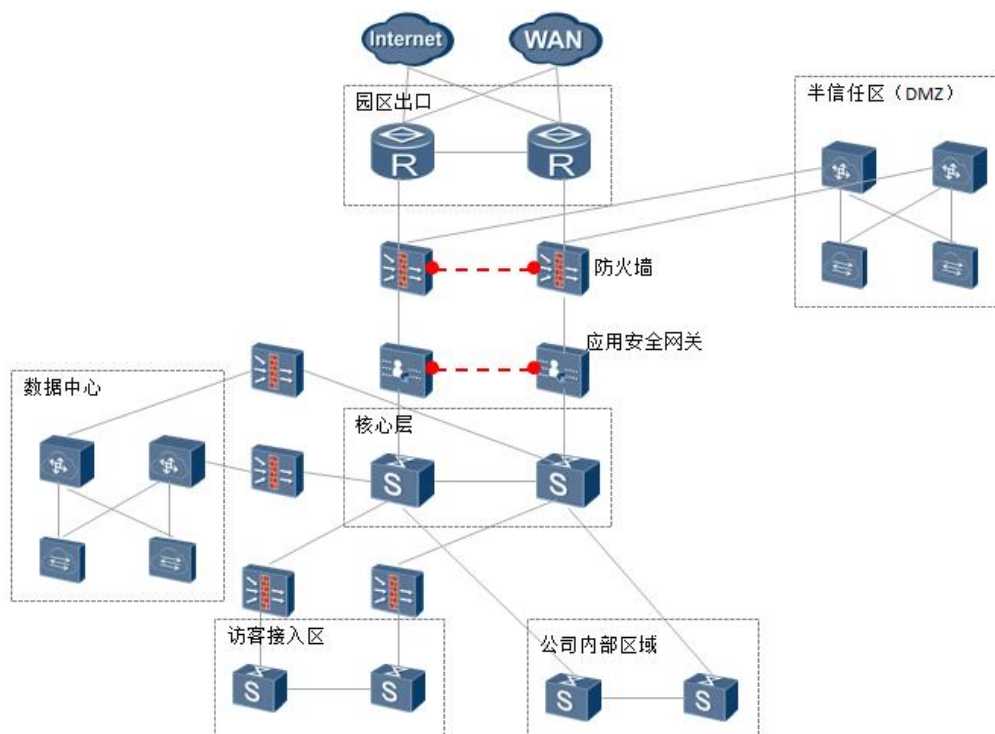 Internet
WAN
园区出口
半信任区（DMZ）
R
R
防火墙
应用安全网关
数据中心
核心层
S
S
访客接入区
公司内部区域
S
S
S
S